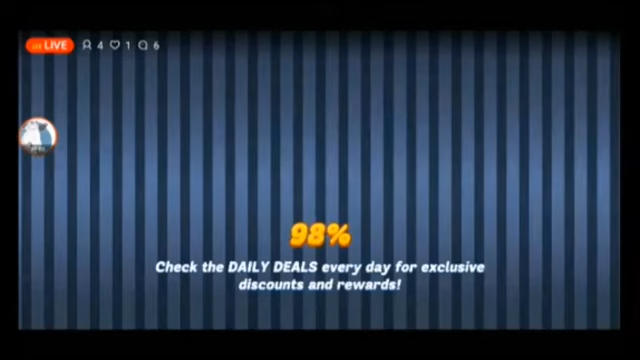 LIVE 4 1 6
98%
Check the DAILY DEALS every day for exclusive
discounts and rewards!